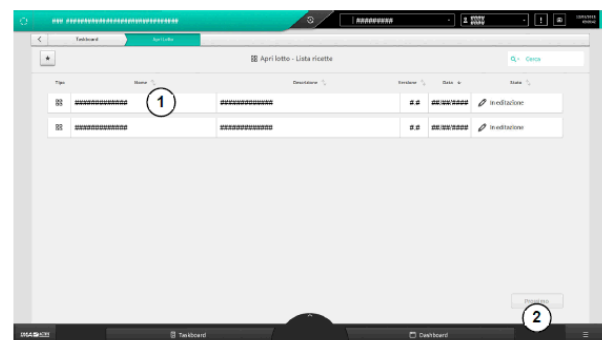 ### ##############################
| #########
####
!
Taskboard
Apri lotto
Apri lotto - Lista ricette
Cerca
Tipo
Nome
Descrizione
Versione
Data
Stato
#############
1
#############
#.#
##/##/####
In editazione
#############
#############
#.#
##/##/####
In editazione
2
Taskboard
Dashboard